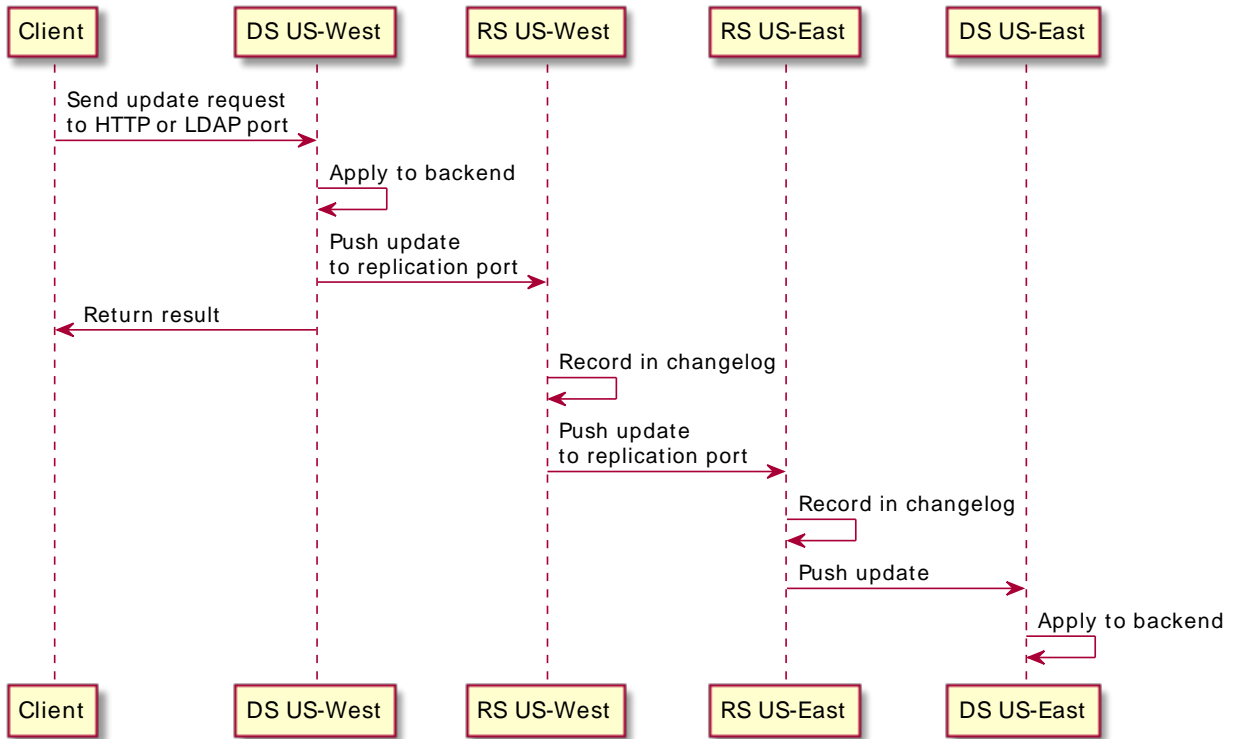 Client
DS US-West
RS US-West
RS US-East
DS US-East
Send update request
to HTTP or LDAP port
Apply to backend
Push update
to replication port
Return result
Record in changelog
Push update
to replication port
Record in changelog
Push update
Apply to backend
Client
DS US-West
RS US-West
RS US-East
DS US-East